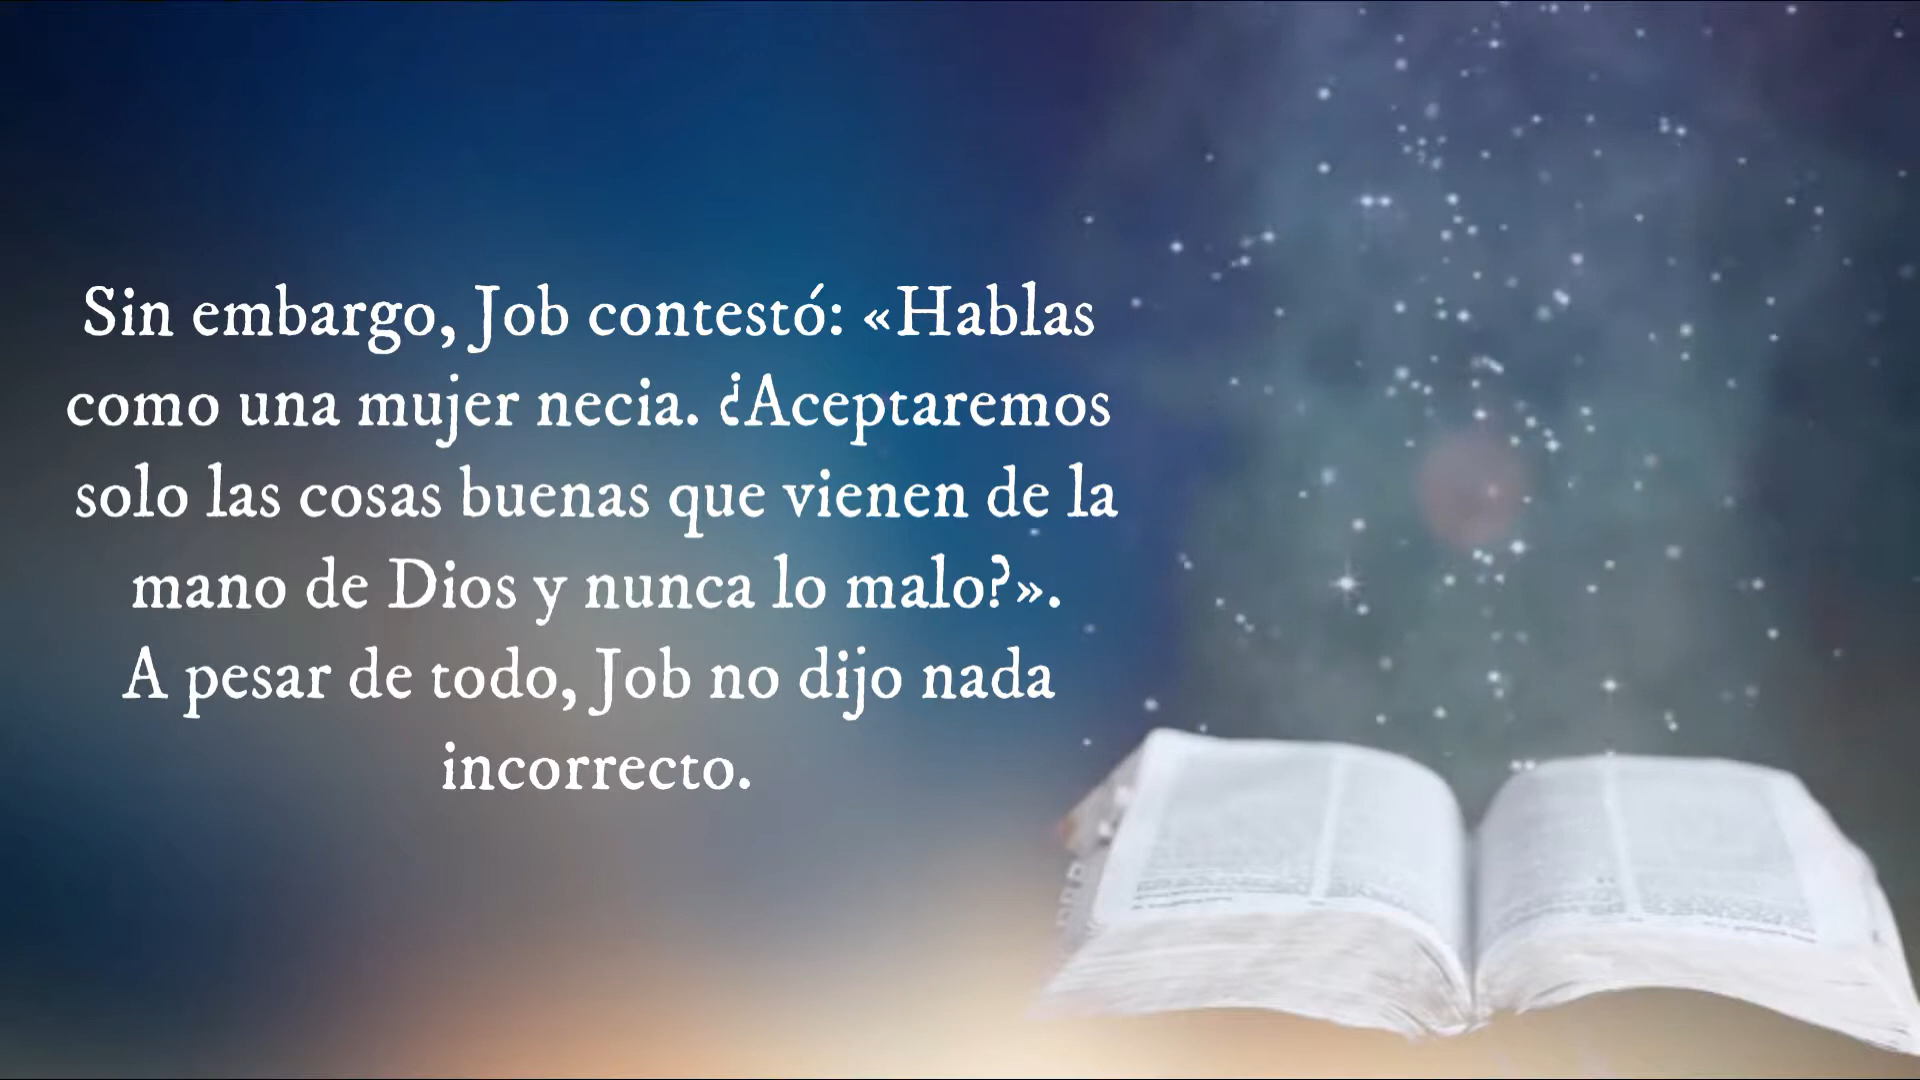 Sin embargo, Job contestó: «Hablas
como una mujer necia. ¿Aceptaremos
solo las cosas buenas que vienen de la
mano de Dios y nunca lo malo?».
A pesar de todo, Job no dijo nada
incorrecto.